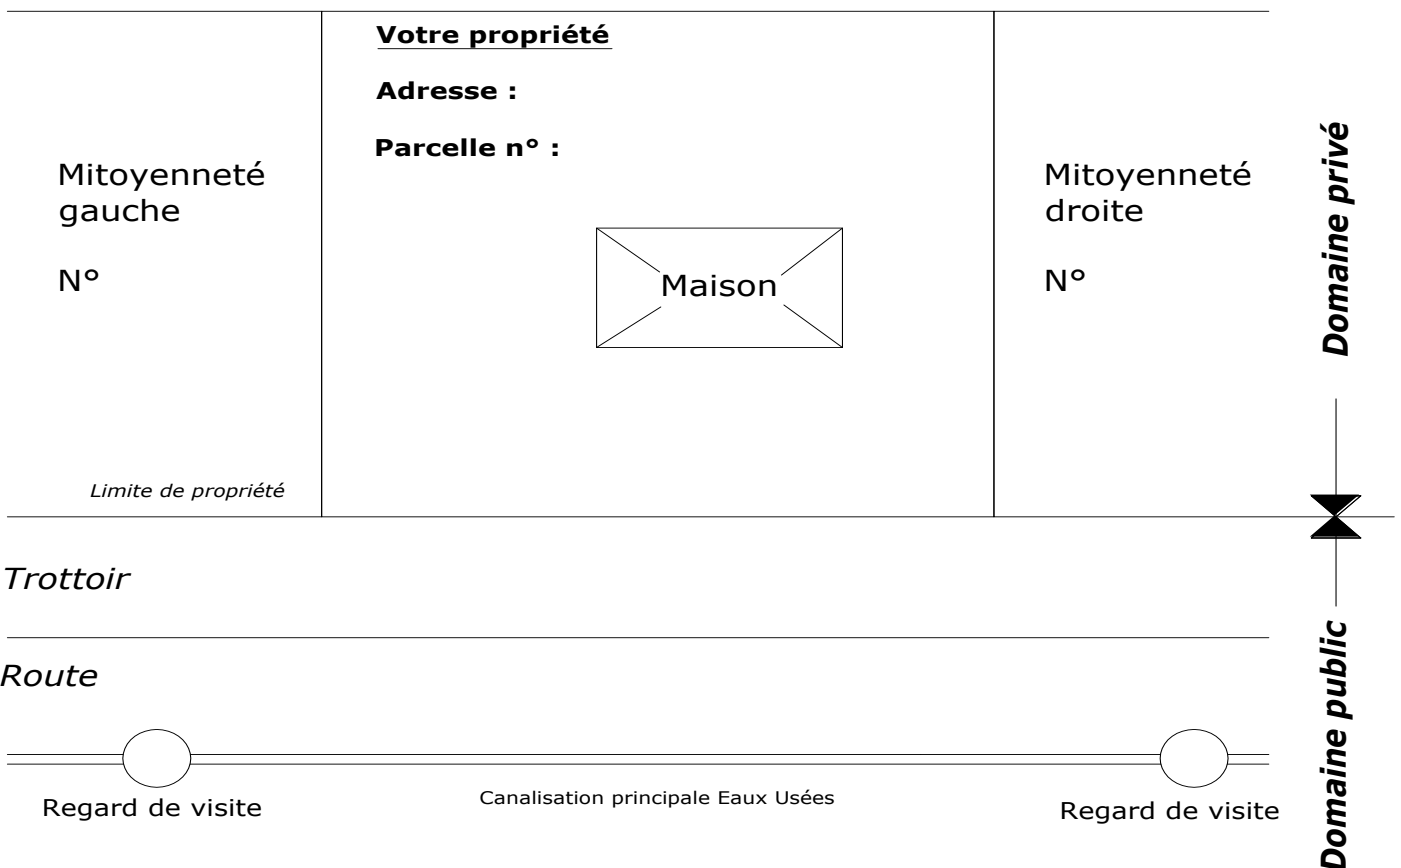 Votre propriété
Adresse :
Parcelle n° :
Mitoyenneté
gauche
N°
Maison
Mitoyenneté
droite
N°
Domaine privé
Limite de propriété
Trottoir
Route
Domaine public
Regard de visite
Canalisation principale Eaux Usées
Regard de visite